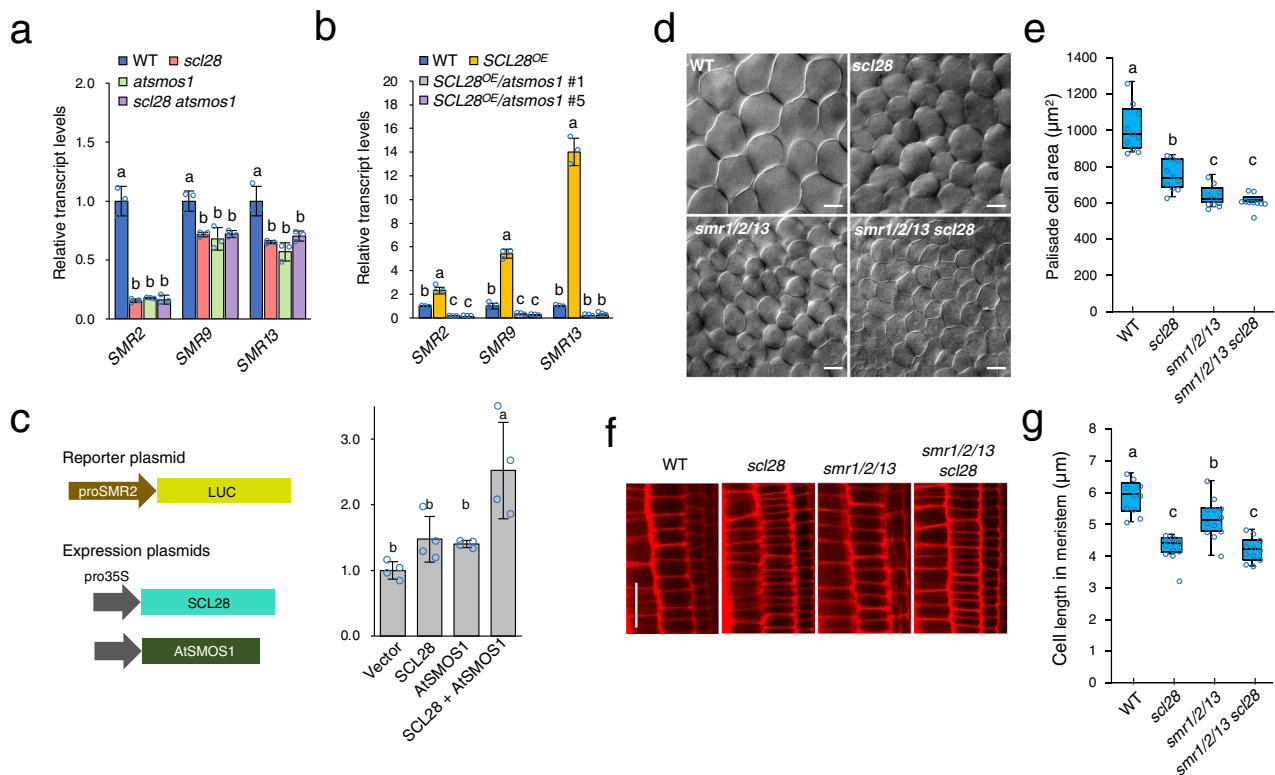 a
WT scl28
atsmos1
scl28 atsmos1
Relative transcript levels
2.0
1.5
1.0
0.5
0.0
a
b b b
a
b b b
a
b b b
SMR2
SMR9
SMR13
b
WT SCL28OE
SCL28OE/atsmos1 #1
SCL28OE/atsmos1 #5
Relative transcript levels
20
18
16
14
12
10
8
6
4
2
0
b a c c
b a c c
b a b b
SMR2
SMR9
SMR13
c
Reporter plasmid
proSMR2 LUC
Expression plasmids
pro35S
SCL28
AtSMOS1
3.0
2.0
1.0
0.0
b
b
b
a
Vector
SCL28
AtSMOS1
SCL28 + AtSMOS1
d
WT
scl28
smr1/2/13
smr1/2/13 scl28
e
Palisade cell area (µm²)
1400
1200
1000
800
600
400
200
0
a
b
c
c
WT
scl28
smr1/2/13
smr1/2/13 scl28
f
WT
scl28
smr1/2/13
smr1/2/13
scl28
g
Cell length in meristem (µm)
8
7
6
5
4
3
2
1
0
a
c
b
c
WT
scl28
smr1/2/13
smr1/2/13 scl28